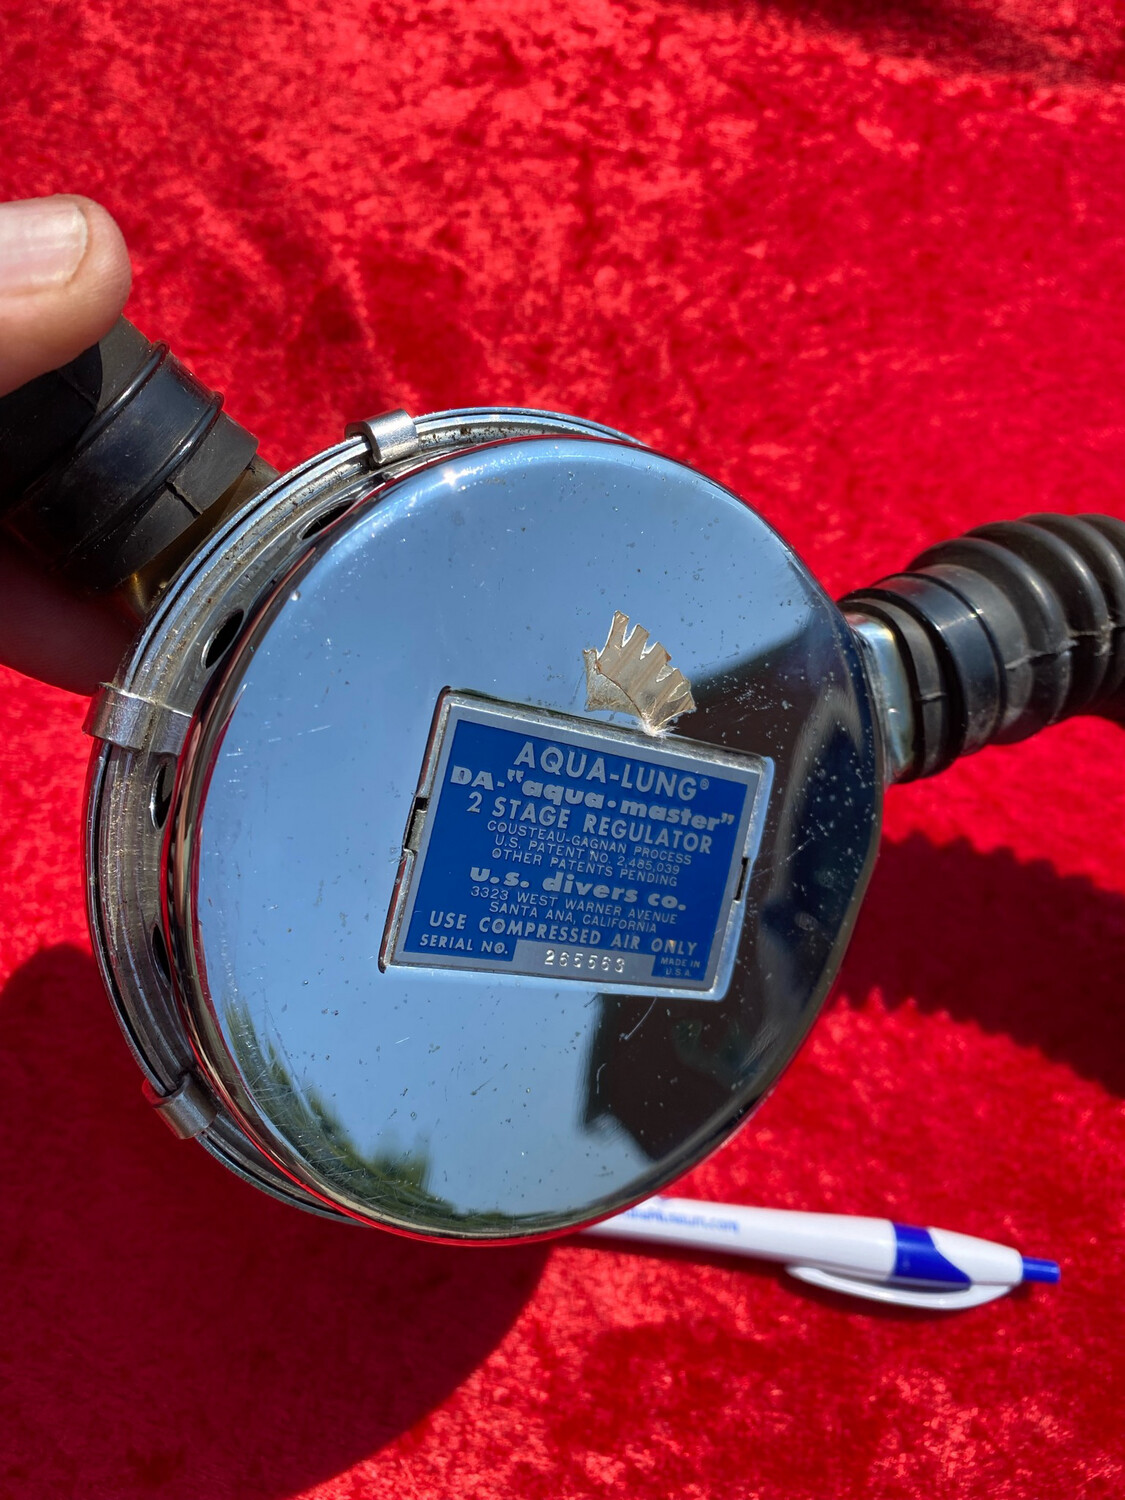 AQUA-LUNG®
DA-"aqua•master"
2 STAGE REGULATOR
COUSTEAU-GAGNAN PROCESS
U.S. PATENT NO. 2,485,039
OTHER PATENTS PENDING
u.s. divers co.
3323 WEST WARNER AVENUE
SANTA ANA, CALIFORNIA
USE COMPRESSED AIR ONLY
SERIAL NO. 265563
MADE IN
U.S.A.